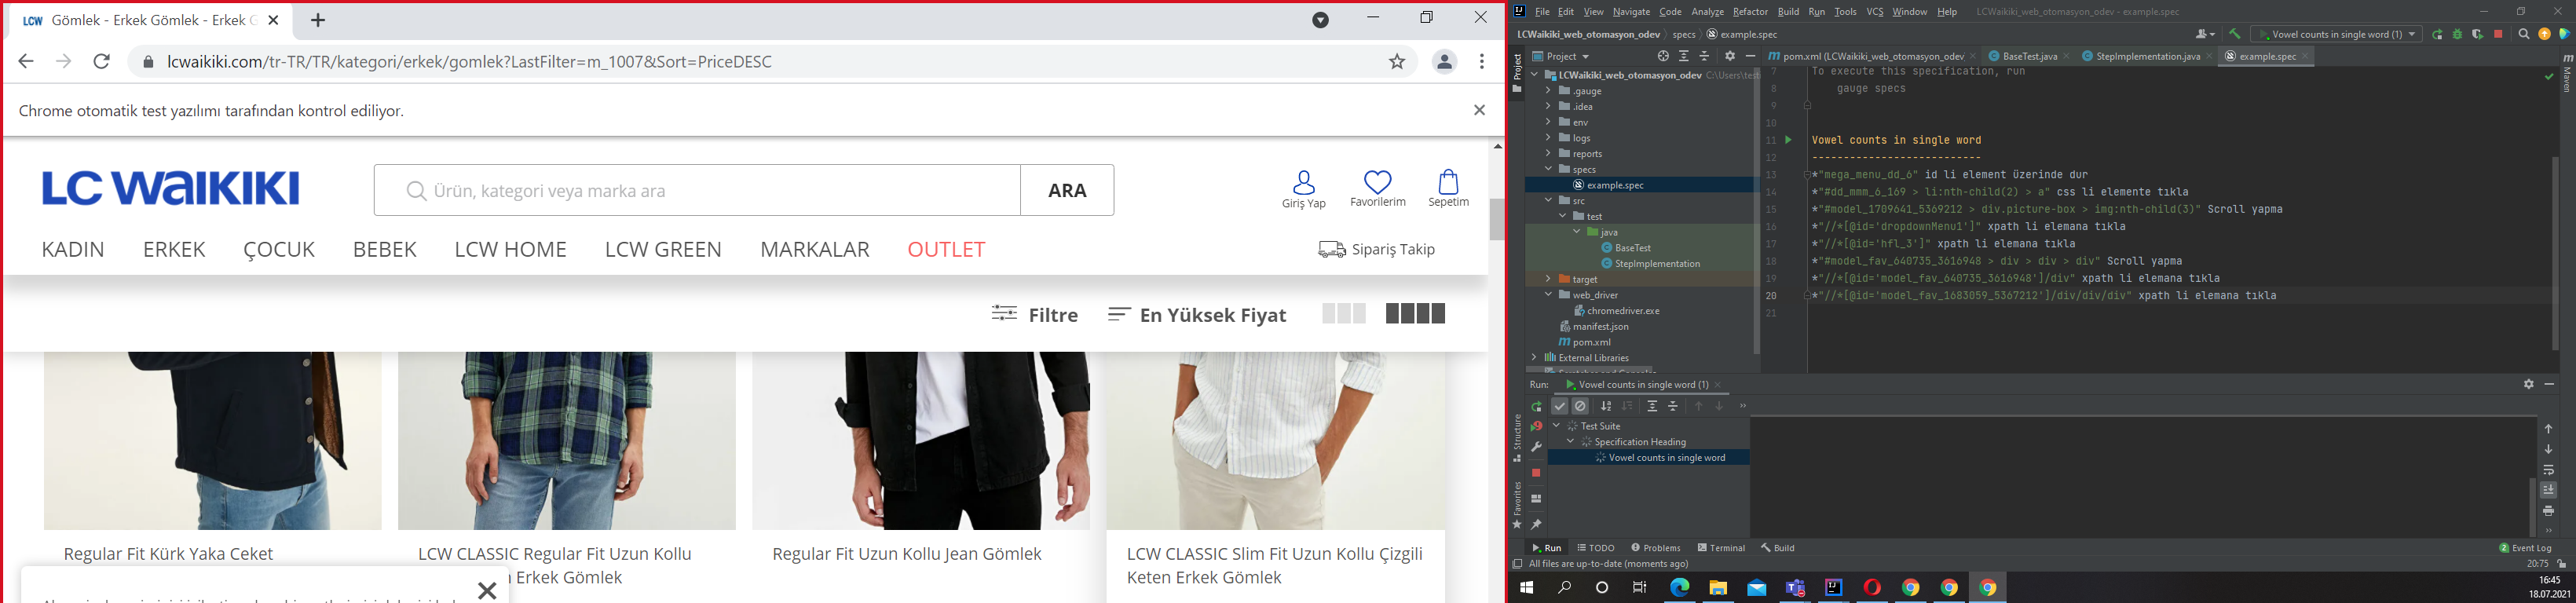 LCW Gömlek - Erkek Gömlek - Erkek G
lcwaikiki.com/tr-TR/TR/kategori/erkek/gomlek?LastFilter=m_1007&Sort=PriceDESC
Chrome otomatik test yazılımı tarafından kontrol ediliyor.
LC WAIKIKI
Ürün, kategori veya marka ara
ARA
Giriş Yap
Favorilerim
Sepetim
KADIN ERKEK ÇOCUK BEBEK LCW HOME LCW GREEN MARKALAR OUTLET
Sipariş Takip
Filtre
En Yüksek Fiyat
Regular Fit Kürk Yaka Ceket
LCW CLASSIC Regular Fit Uzun Kollu
Erkek Gömlek
Regular Fit Uzun Kollu Jean Gömlek
LCW CLASSIC Slim Fit Uzun Kollu Çizgili
Keten Erkek Gömlek
File Edit View Navigate Code Analyze Refactor Build Run Tools VCS Window Help LCWaikiki_web_otomasyon_odev - example.spec
LCWaikiki_web_otomasyon_odev specs example.spec
Vowel counts in single word (1)
Project
pom.xml (LCWaikiki_web_otomasyon_odev
BaseTest.java
StepImplementation.java
example.spec
LCWaikiki_web_otomasyon_odev
.gauge
.idea
env
logs
reports
specs
example.spec
src
test
java
BaseTest
StepImplementation
target
web_driver
chromedriver.exe
manifest.json
pom.xml
External Libraries
7 To execute this specification, run
8 gauge specs
9
10
11 Vowel counts in single word
12 ---------------------------
13 *"mega_menu_dd_6" id li element üzerinde dur
14 *"#dd_mmm_6_169 > li:nth-child(2) > a" css li elemente tıkla
15 *"#model_1709641_5369212 > div.picture-box > img:nth-child(3)" Scroll yapma
16 *"//*[@id='dropdownMenu1']" xpath li elemana tıkla
17 *"//*[@id='hfl_3']" xpath li elemana tıkla
18 *"#model_fav_640735_3616948 > div > div > div" Scroll yapma
19 *"//*[@id='model_fav_640735_3616948']/div" xpath li elemana tıkla
20 *"//*[@id='model_fav_1683059_5367212']/div/div/div" xpath li elemana tıkla
21
Project
Structure
Favorites
Maven
Run: Vowel counts in single word (1)
Test Suite
Specification Heading
Vowel counts in single word
Run TODO Problems Terminal Build
2 Event Log
All files are up-to-date (moments ago)
20:75
16:45
18.07.2021